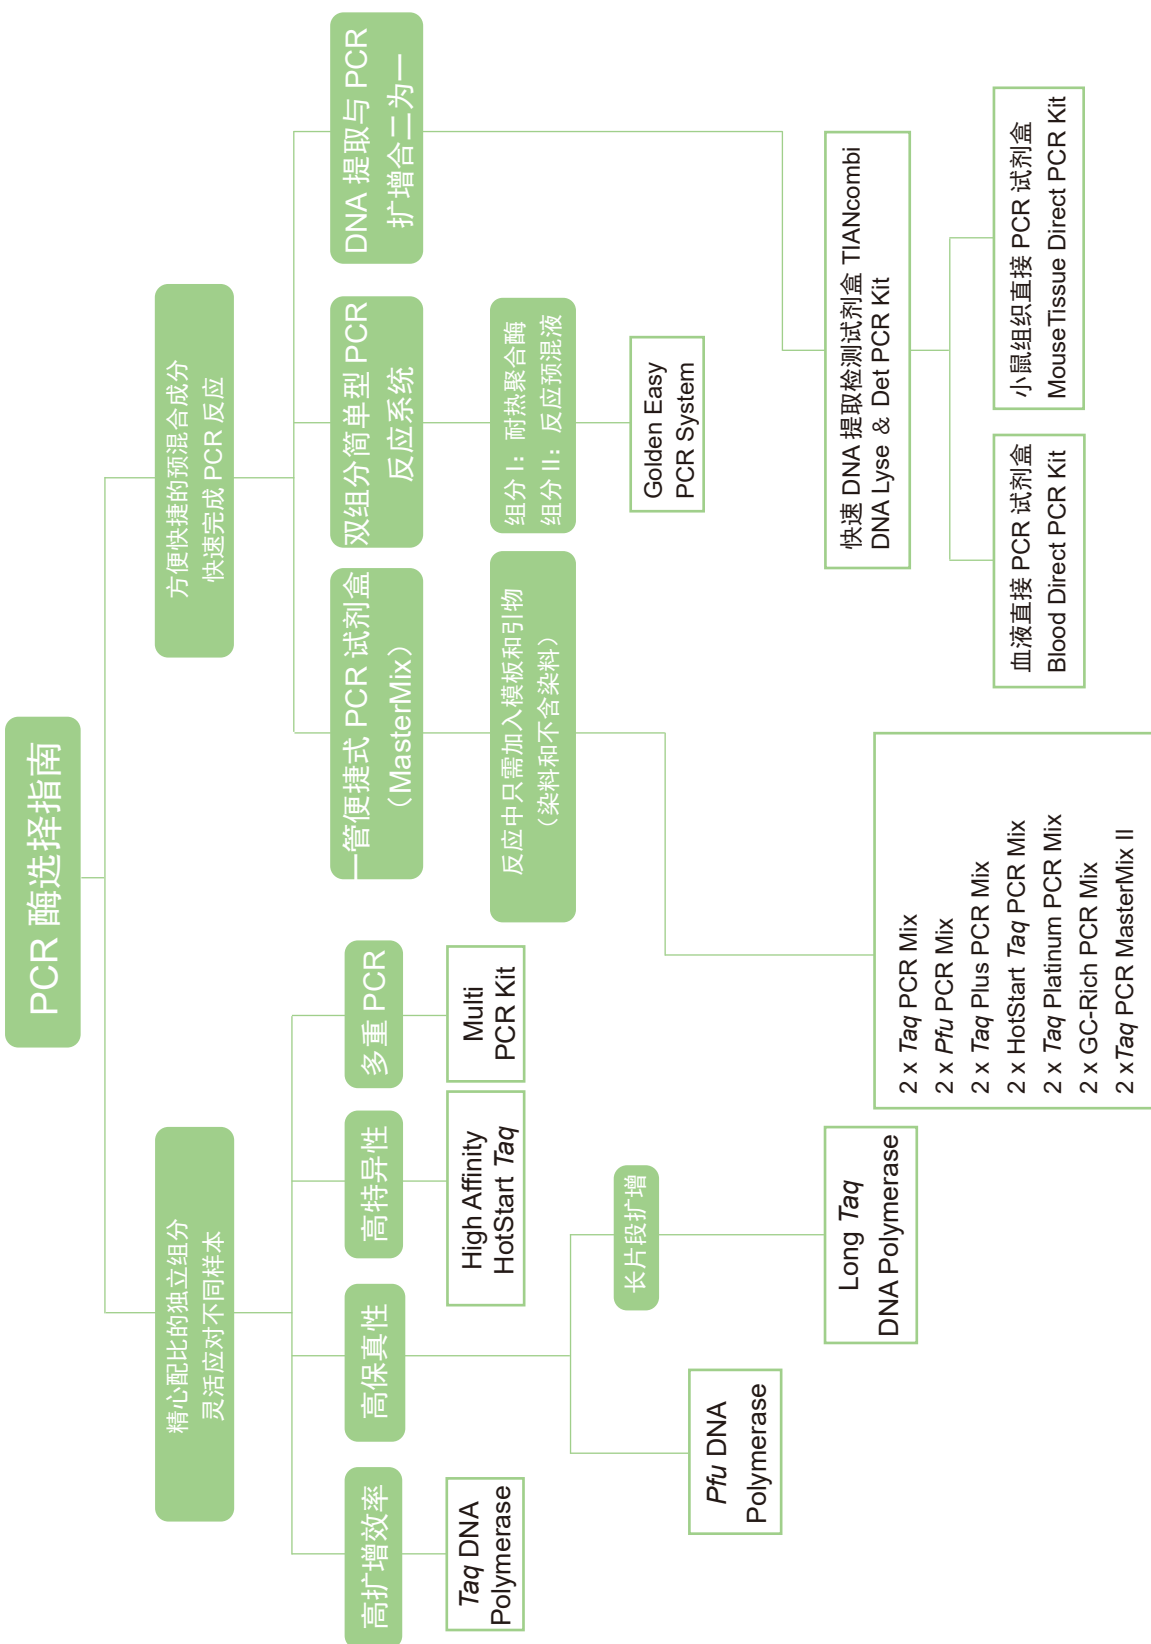 PCR 酶选择指南
精心配比的独立组分
灵活应对不同样本
方便快捷的预混合成分
快速完成 PCR 反应
高扩增效率
高保真性
高特异性
多重 PCR
一管便捷式 PCR 试剂盒
（MasterMix）
双组分简单型 PCR
反应系统
DNA 提取与 PCR
扩增合二为一
Taq DNA
Polymerase
High Affinity
HotStart Taq
Multi
PCR Kit
反应中只需加入模板和引物
（染料和不含染料）
组分 I：耐热聚合酶
组分 II：反应预混液
长片段扩增
Golden Easy
PCR System
Pfu DNA
Polymerase
Long Taq
DNA Polymerase
快速 DNA 提取检测试剂盒 TIANcombi
DNA Lyse & Det PCR Kit
2 x Taq PCR Mix
2 x Pfu PCR Mix
2 x Taq Plus PCR Mix
2 x HotStart Taq PCR Mix
2 x Taq Platinum PCR Mix
2 x GC-Rich PCR Mix
2 xTaq PCR MasterMix II
血液直接 PCR 试剂盒
Blood Direct PCR Kit
小鼠组织直接 PCR 试剂盒
MouseTissue Direct PCR Kit